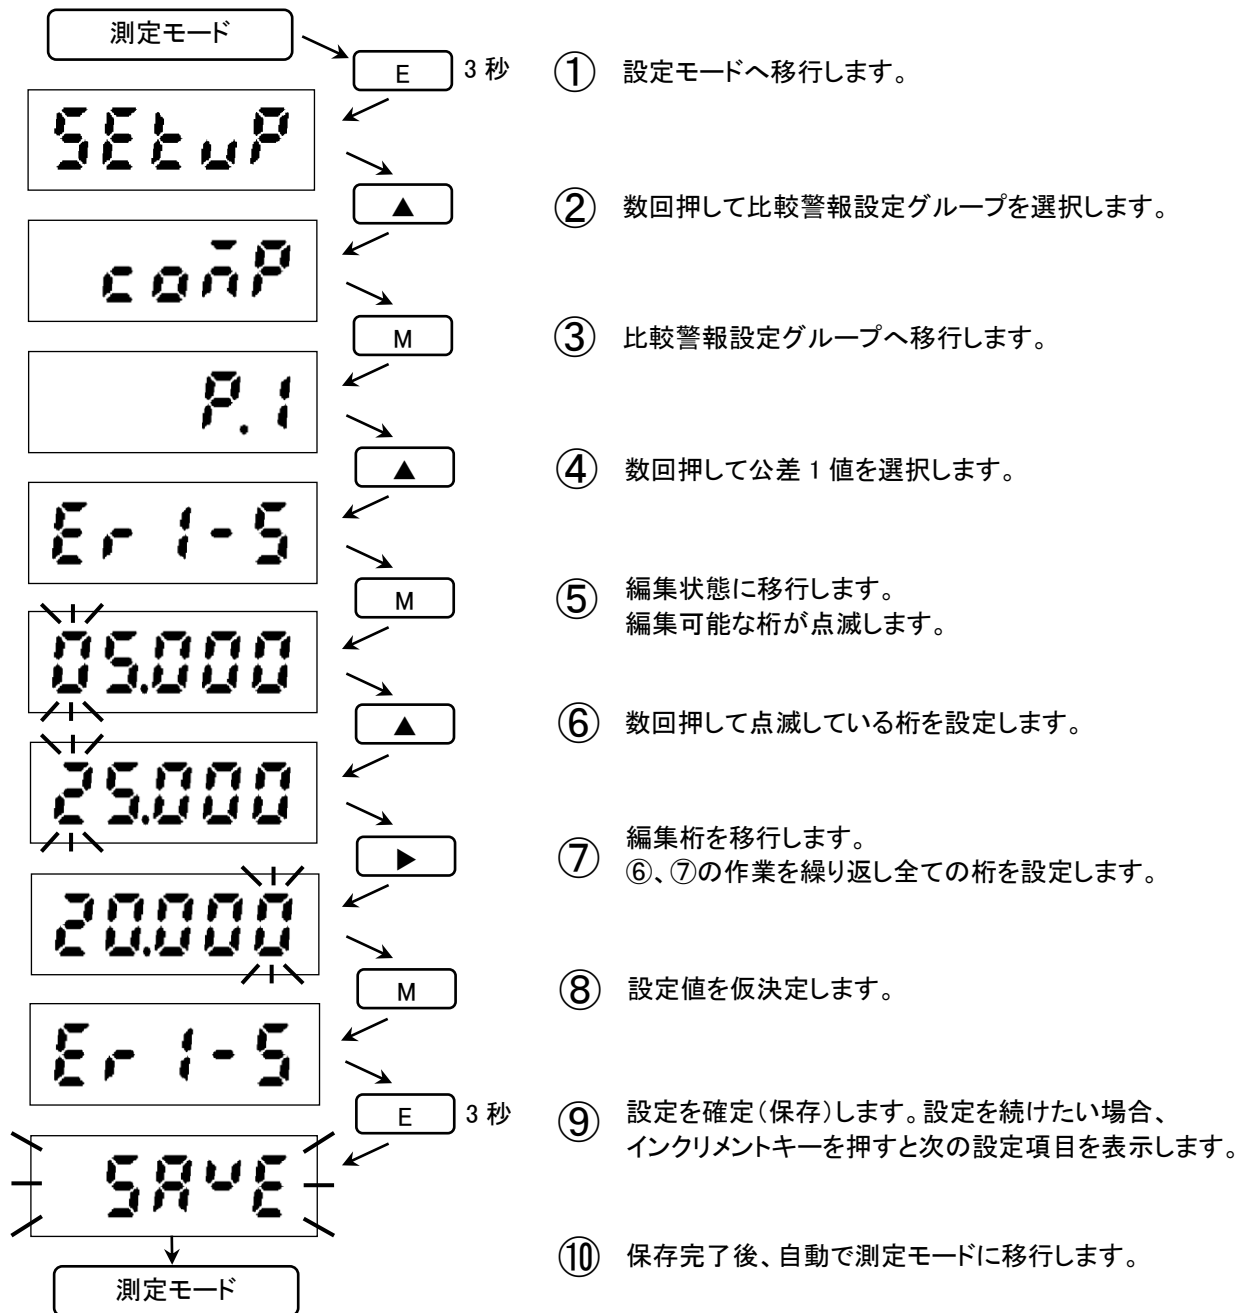 測定モード
E 3 秒 ① 設定モードへ移行します。
SEtuP
▲ ② 数回押して比較警報設定グループを選択します。
comP
M ③ 比較警報設定グループへ移行します。
P.1
▲ ④ 数回押して公差 1 値を選択します。
Er1-S
M ⑤ 編集状態に移行します。
編集可能な桁が点滅します。
05.000
▲ ⑥ 数回押して点滅している桁を設定します。
25.000
▶ ⑦ 編集桁を移行します。
⑥、⑦の作業を繰り返し全ての桁を設定します。
20.000
M ⑧ 設定値を仮決定します。
Er1-S
E 3 秒 ⑨ 設定を確定(保存)します。設定を続けたい場合、
インクリメントキーを押すと次の設定項目を表示します。
SAvE
⑩ 保存完了後、自動で測定モードに移行します。
測定モード